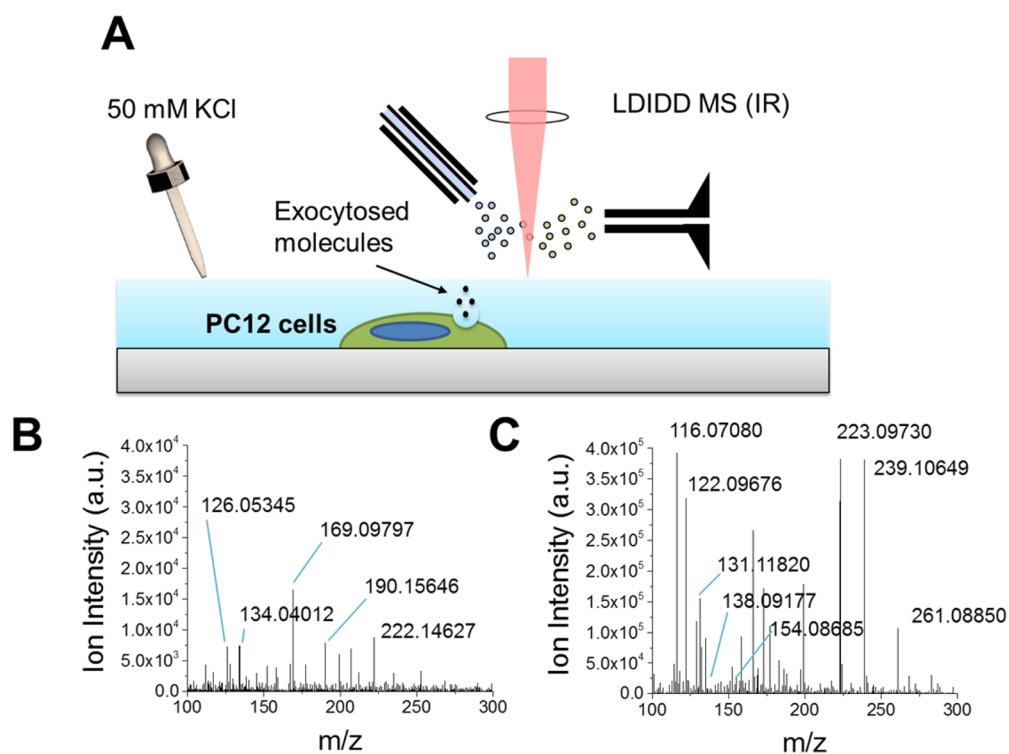 A
50 mM KCl
LDIDD MS (IR)
Exocytosed
molecules
PC12 cells
B
4.0x10⁴
3.5x10⁴
3.0x10⁴
2.5x10⁴
2.0x10⁴
1.5x10⁴
1.0x10⁴
5.0x10³
0.0
Ion Intensity (a.u.)
126.05345
169.09797
190.15646
134.04012
222.14627
100
150
200
250
300
m/z
C
4.0x10⁵
3.5x10⁵
3.0x10⁵
2.5x10⁵
2.0x10⁵
1.5x10⁵
1.0x10⁵
5.0x10⁴
0.0
Ion Intensity (a.u.)
116.07080
223.09730
239.10649
122.09676
131.11820
138.09177
154.08685
261.08850
100
150
200
250
300
m/z